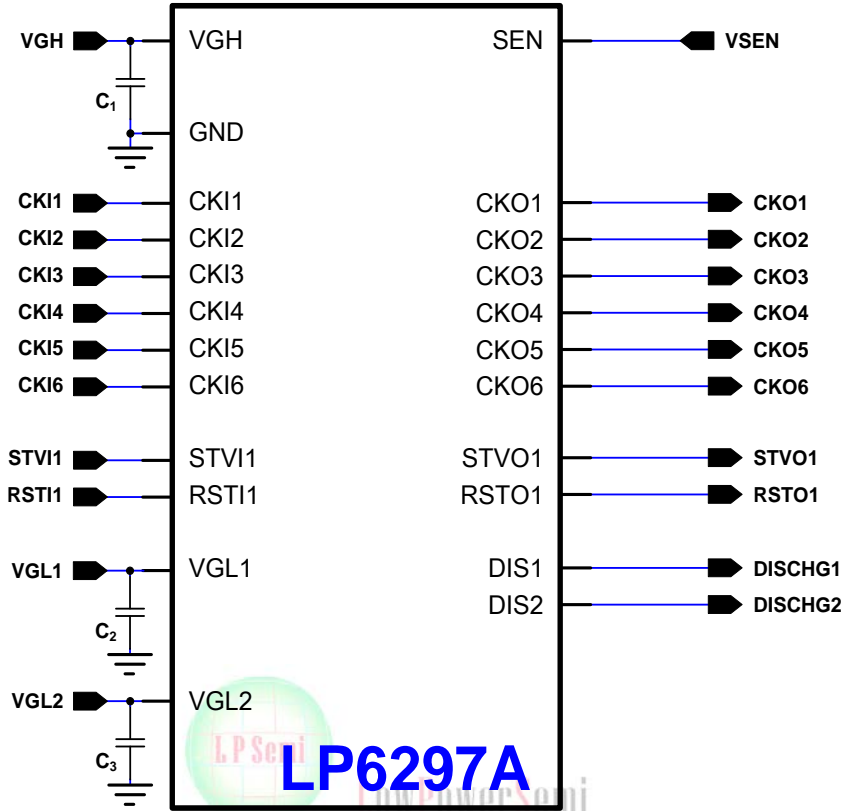 VGH VGH SEN VSEN
C1
GND
CKI1 CKI1 CKO1 CKO1
CKI2 CKI2 CKO2 CKO2
CKI3 CKI3 CKO3 CKO3
CKI4 CKI4 CKO4 CKO4
CKI5 CKI5 CKO5 CKO5
CKI6 CKI6 CKO6 CKO6
STVI1 STVI1 STVO1 STVO1
RSTI1 RSTI1 RSTO1 RSTO1
VGL1 VGL1 DIS1 DISCHG1
DIS2 DISCHG2
C2
VGL2 VGL2
L P Semi
C3
LP6297A
LowPowerSemi